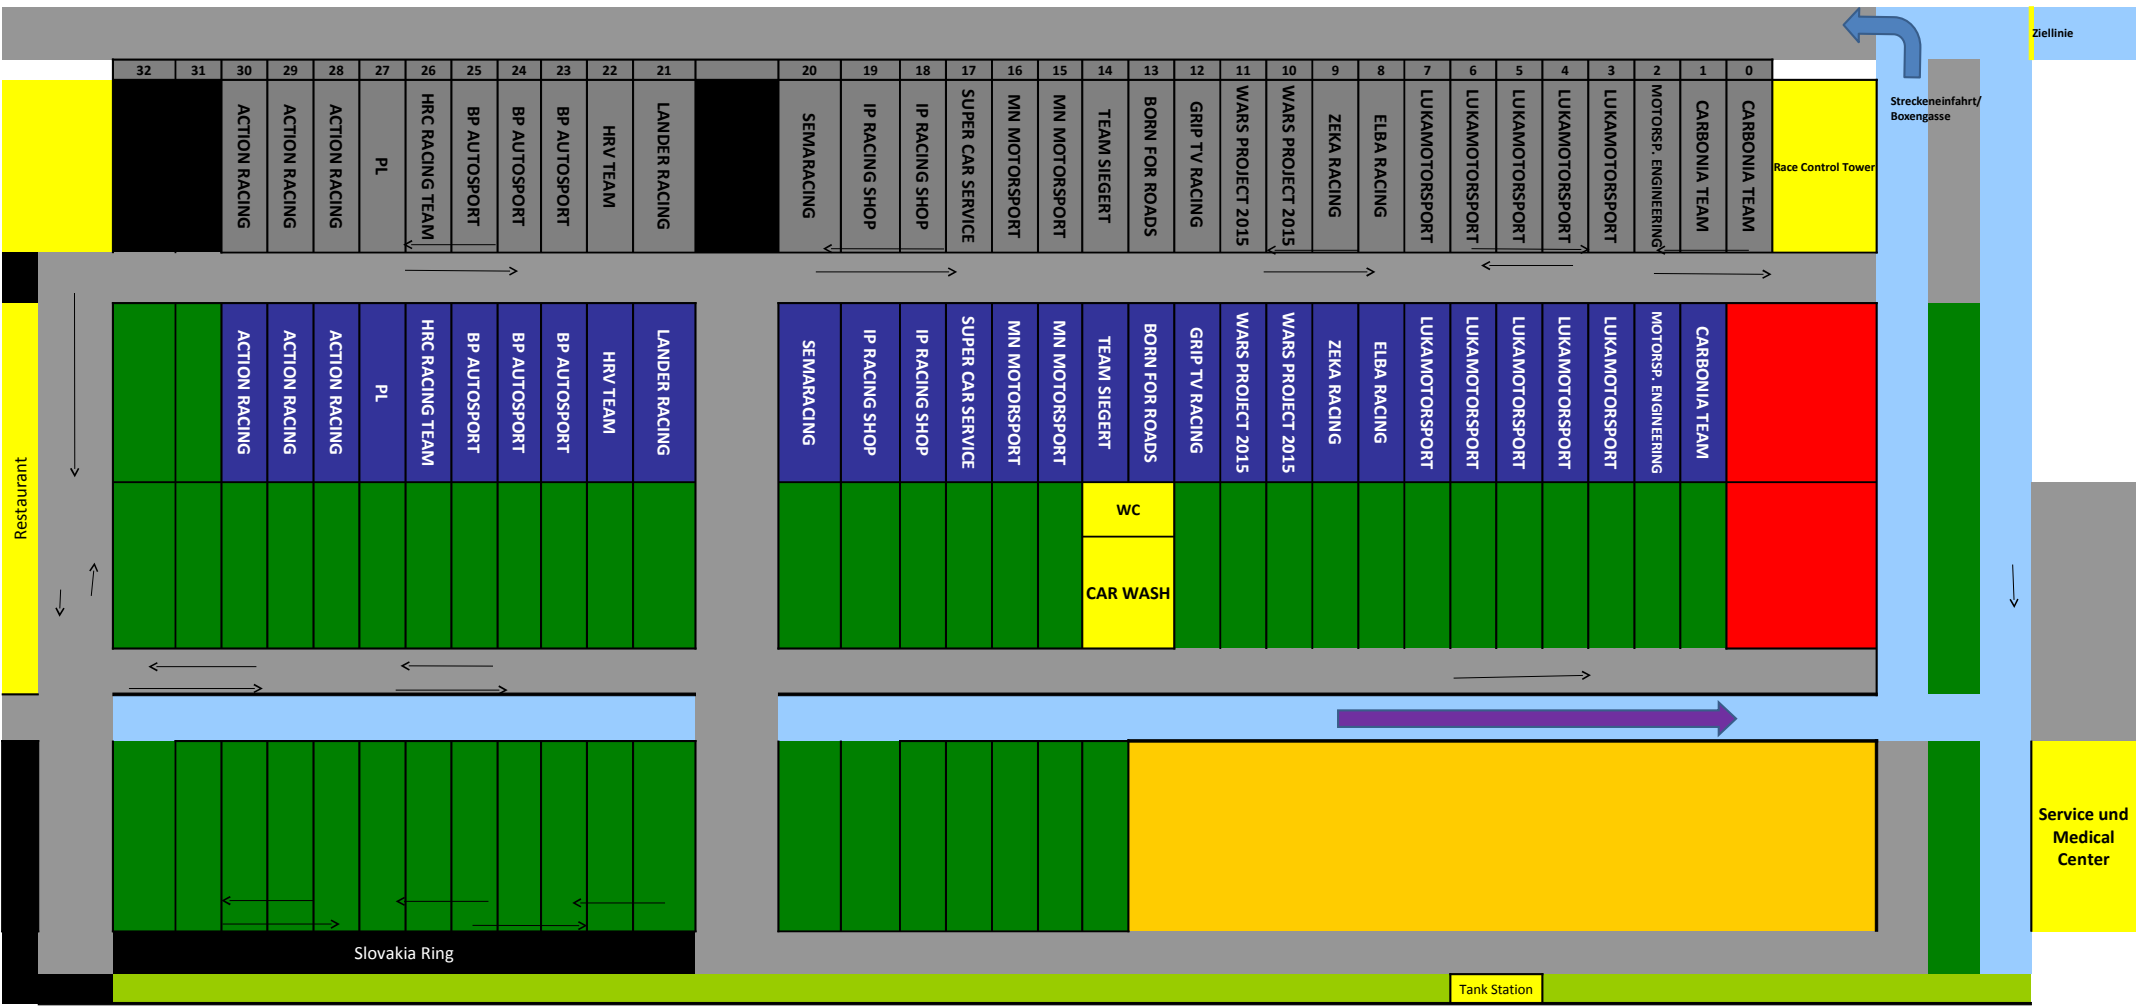 Ziellinie
32 31 30 29 28 27 26 25 24 23 22 21 20 19 18 17 16 15 14 13 12 11 10 9 8 7 6 5 4 3 2 1 0
Streckeneinfahrt/
Boxengasse
ACTION RACING
ACTION RACING
ACTION RACING
PL
HRC RACING TEAM
BP AUTOSPORT
BP AUTOSPORT
BP AUTOSPORT
HRV TEAM
LANDER RACING
SEMARACING
IP RACING SHOP
IP RACING SHOP
SUPER CAR SERVICE
MN MOTORSPORT
MN MOTORSPORT
TEAM SIEGERT
BORN FOR ROADS
GRIP TV RACING
WARS PROJECT 2015
WARS PROJECT 2015
ZEKA RACING
ELBA RACING
LUKAMOTORSPORT
LUKAMOTORSPORT
LUKAMOTORSPORT
LUKAMOTORSPORT
LUKAMOTORSPORT
MOTORSP. ENGINEERING
CARBONIA TEAM
CARBONIA TEAM
Race Control Tower
Restaurant
ACTION RACING
ACTION RACING
ACTION RACING
PL
HRC RACING TEAM
BP AUTOSPORT
BP AUTOSPORT
BP AUTOSPORT
HRV TEAM
LANDER RACING
SEMARACING
IP RACING SHOP
IP RACING SHOP
SUPER CAR SERVICE
MN MOTORSPORT
MN MOTORSPORT
TEAM SIEGERT
BORN FOR ROADS
GRIP TV RACING
WARS PROJECT 2015
WARS PROJECT 2015
ZEKA RACING
ELBA RACING
LUKAMOTORSPORT
LUKAMOTORSPORT
LUKAMOTORSPORT
LUKAMOTORSPORT
LUKAMOTORSPORT
MOTORSP. ENGINEERING
CARBONIA TEAM
WC
CAR WASH
Service und
Medical
Center
Slovakia Ring
Tank Station